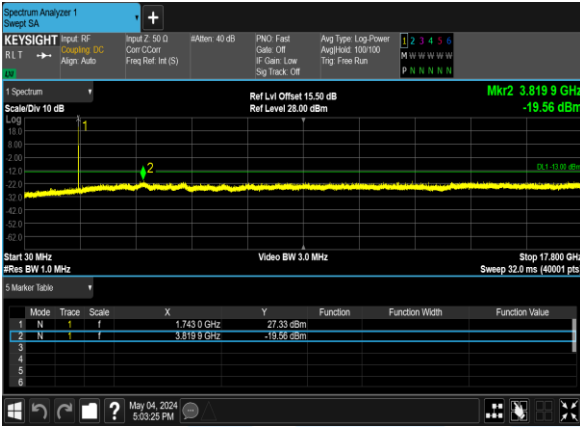 Spectrum Analyzer 1
Swept SA
KEYSIGHT Input: RF Input Z: 50 Ω #Atten: 40 dB PNO: Fast Avg Type: Log-Power 1 2 3 4 5 6
RLT Coupling: DC Corr CCorr Gate: Off Avg|Hold: 100/100 M W W W W W
Align: Auto Freq Ref: Int (S) IF Gain: Low Trig: Free Run P N N N N N
Sig Track: Off
1 Spectrum Ref Lvl Offset 15.50 dB Mkr2 3.819 9 GHz
Scale/Div 10 dB Ref Level 28.00 dBm -19.56 dBm
Log
18.0
8.00
-2.00
-12.0
-22.0
-32.0
-42.0
-52.0
-62.0
1
2
DL1 -13.00 dBm
Start 30 MHz Video BW 3.0 MHz Stop 17.800 GHz
#Res BW 1.0 MHz Sweep 32.0 ms (40001 pts
5 Marker Table
Mode Trace Scale X Y Function Function Width Function Value
1 N 1 f 1.743 0 GHz 27.33 dBm
2 N 1 f 3.819 9 GHz -19.56 dBm
3
4
5
6
May 04, 2024
5:03:25 PM